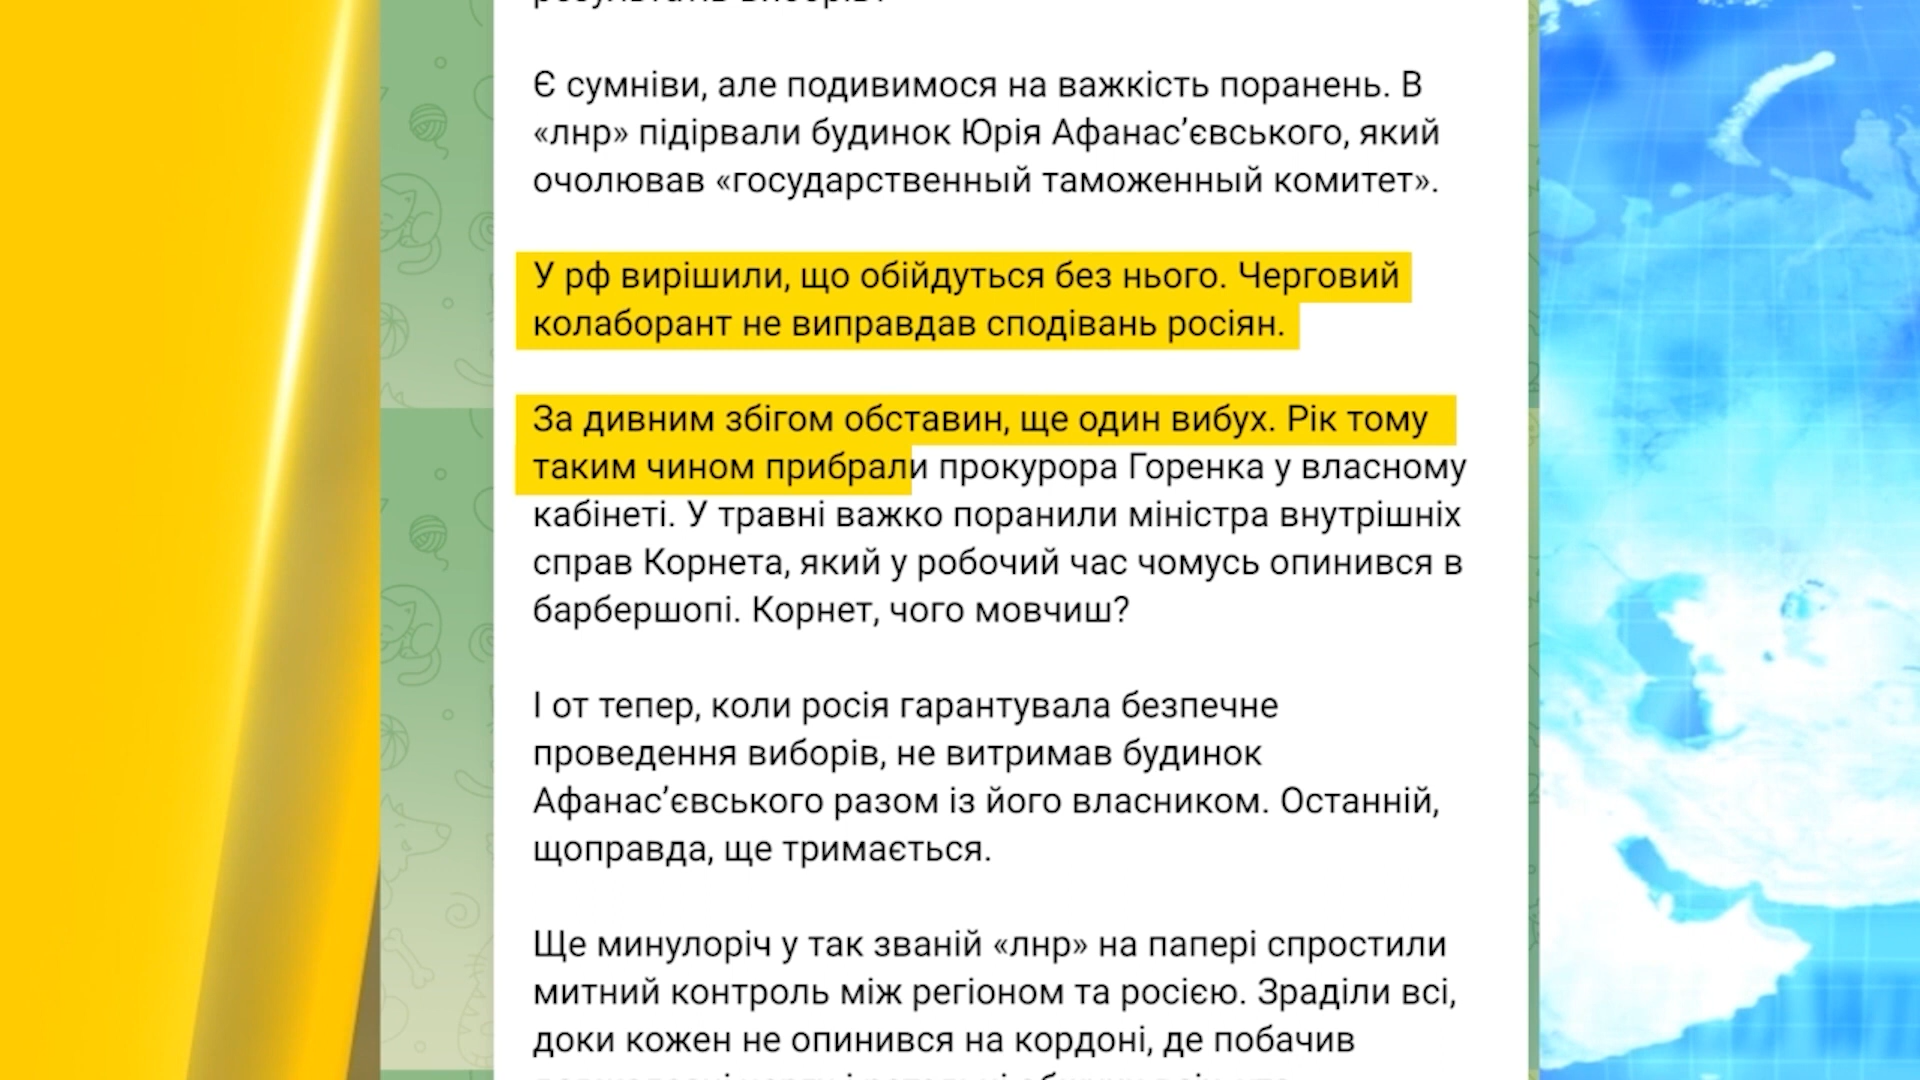 Є сумніви, але подивимося на важкість поранень. В
«лнр» підірвали будинок Юрія Афанас’євського, який
очолював «государственный таможенный комитет».
У рф вирішили, що обійдуться без нього. Черговий
колаборант не виправдав сподівань росіян.
За дивним збігом обставин, ще один вибух. Рік тому
таким чином прибрали прокурора Горенка у власному
кабінеті. У травні важко поранили міністра внутрішніх
справ Корнета, який у робочий час чомусь опинився в
барбершопі. Корнет, чого мовчиш?
І от тепер, коли росія гарантувала безпечне
проведення виборів, не витримав будинок
Афанас’євського разом із його власником. Останній,
щоправда, ще тримається.
Ще минулоріч у так званій «лнр» на папері спростили
митний контроль між регіоном та росією. Зраділи всі,
доки кожен не опинився на кордоні, де побачив